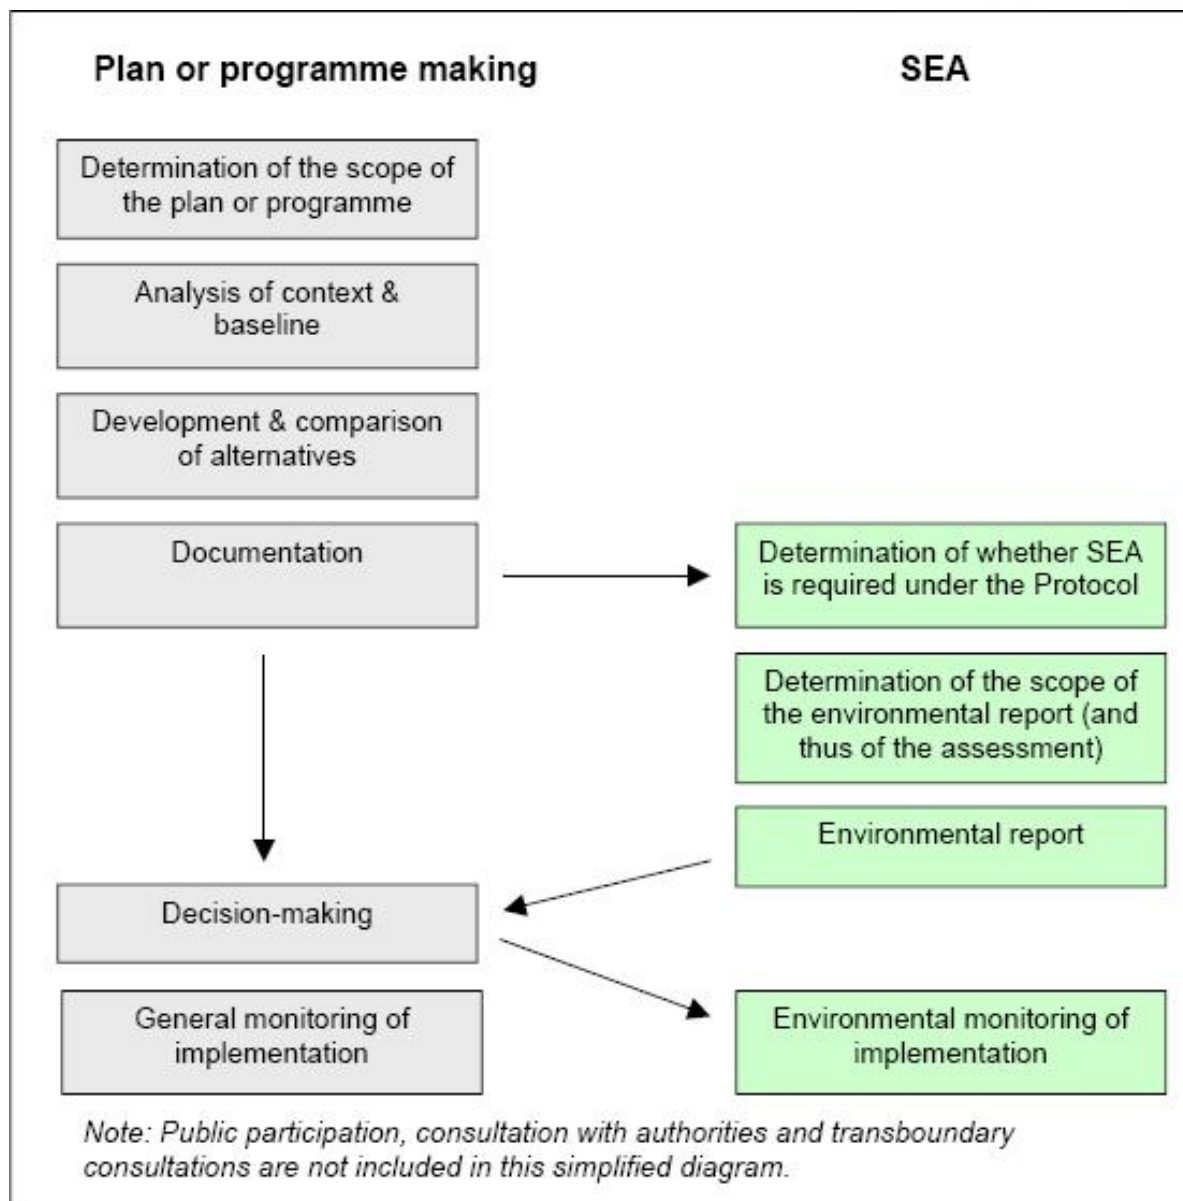 Plan or programme making
SEA
Determination of the scope of
the plan or programme
Analysis of context &
baseline
Development & comparison
of alternatives
Documentation
Determination of whether SEA
is required under the Protocol
Determination of the scope of
the environmental report (and
thus of the assessment)
Environmental report
Decision-making
General monitoring of
implementation
Environmental monitoring of
implementation
Note: Public participation, consultation with authorities and transboundary
consultations are not included in this simplified diagram.